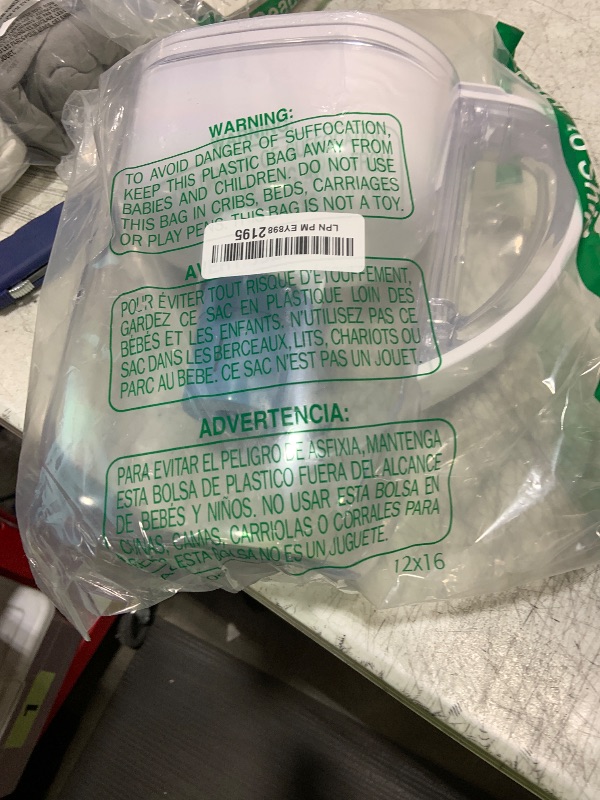 WARNING:
TO AVOID DANGER OF SUFFOCATION,
KEEP THIS PLASTIC BAG AWAY FROM
BABIES AND CHILDREN. DO NOT USE
THIS BAG IN CRIBS, BEDS, CARRIAGES
OR PLAY THIS BAG IS NOT A TOY.
LPN PM EY898 2195
POUR ÉVITER TOUT RISQUE D'ÉTOUFFEMENT,
GARDEZ CE SAC EN PLASTIQUE LOIN DES
BÉBÉS ET LES ENFANTS. N'UTILISEZ PAS CE
SAC DANS LES BERCEAUX, LITS, CHARIOTS OU
PARC AU BEBE. CE SAC N'EST PAS UN JOUET.
ADVERTENCIA:
PARA EVITAR EL PELIGRO DE ASFIXIA, MANTENGA
ESTA BOLSA DE PLASTICO FUERA DEL ALCANCE
DE BEBÉS Y NIÑOS. NO USAR ESTA BOLSA EN
CUNAS, CAMAS, CARRIOLAS O CORRALES PARA
ESTA BOLSA NO ES UN JUGUETE.
12x16
L